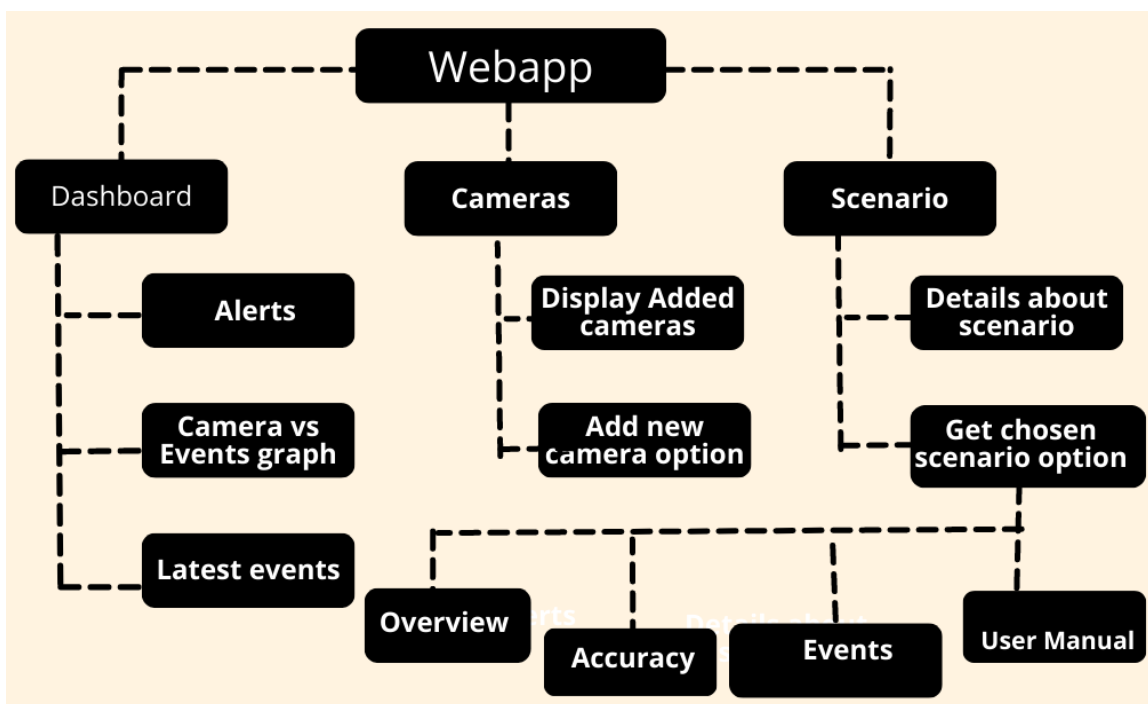 Webapp
Dashboard
Cameras
Scenario
Alerts
Display Added
cameras
Details about
scenario
Camera vs
Events graph
Add new
camera option
Get chosen
scenario option
Latest events
Overview
Accuracy
Events
User Manual